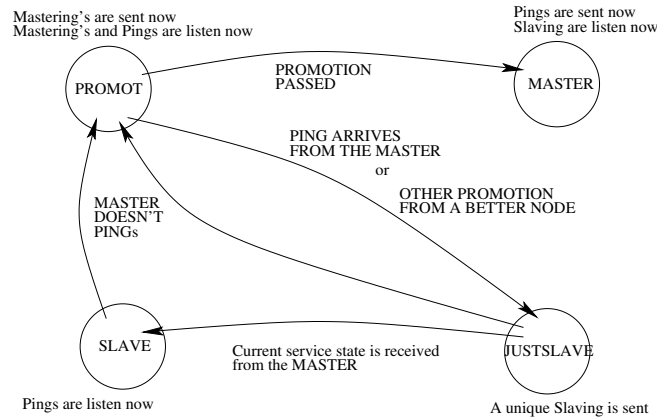 Mastering's are sent now
Mastering's and Pings are listen now
Pings are sent now
Slaving are listen now
PROMOT
PROMOTION
PASSED
MASTER
PING ARRIVES
FROM THE MASTER
or
OTHER PROMOTION
FROM A BETTER NODE
MASTER
DOESN'T
PINGs
SLAVE
Current service state is received
from the MASTER
JUSTSLAVE
Pings are listen now
A unique Slaving is sent